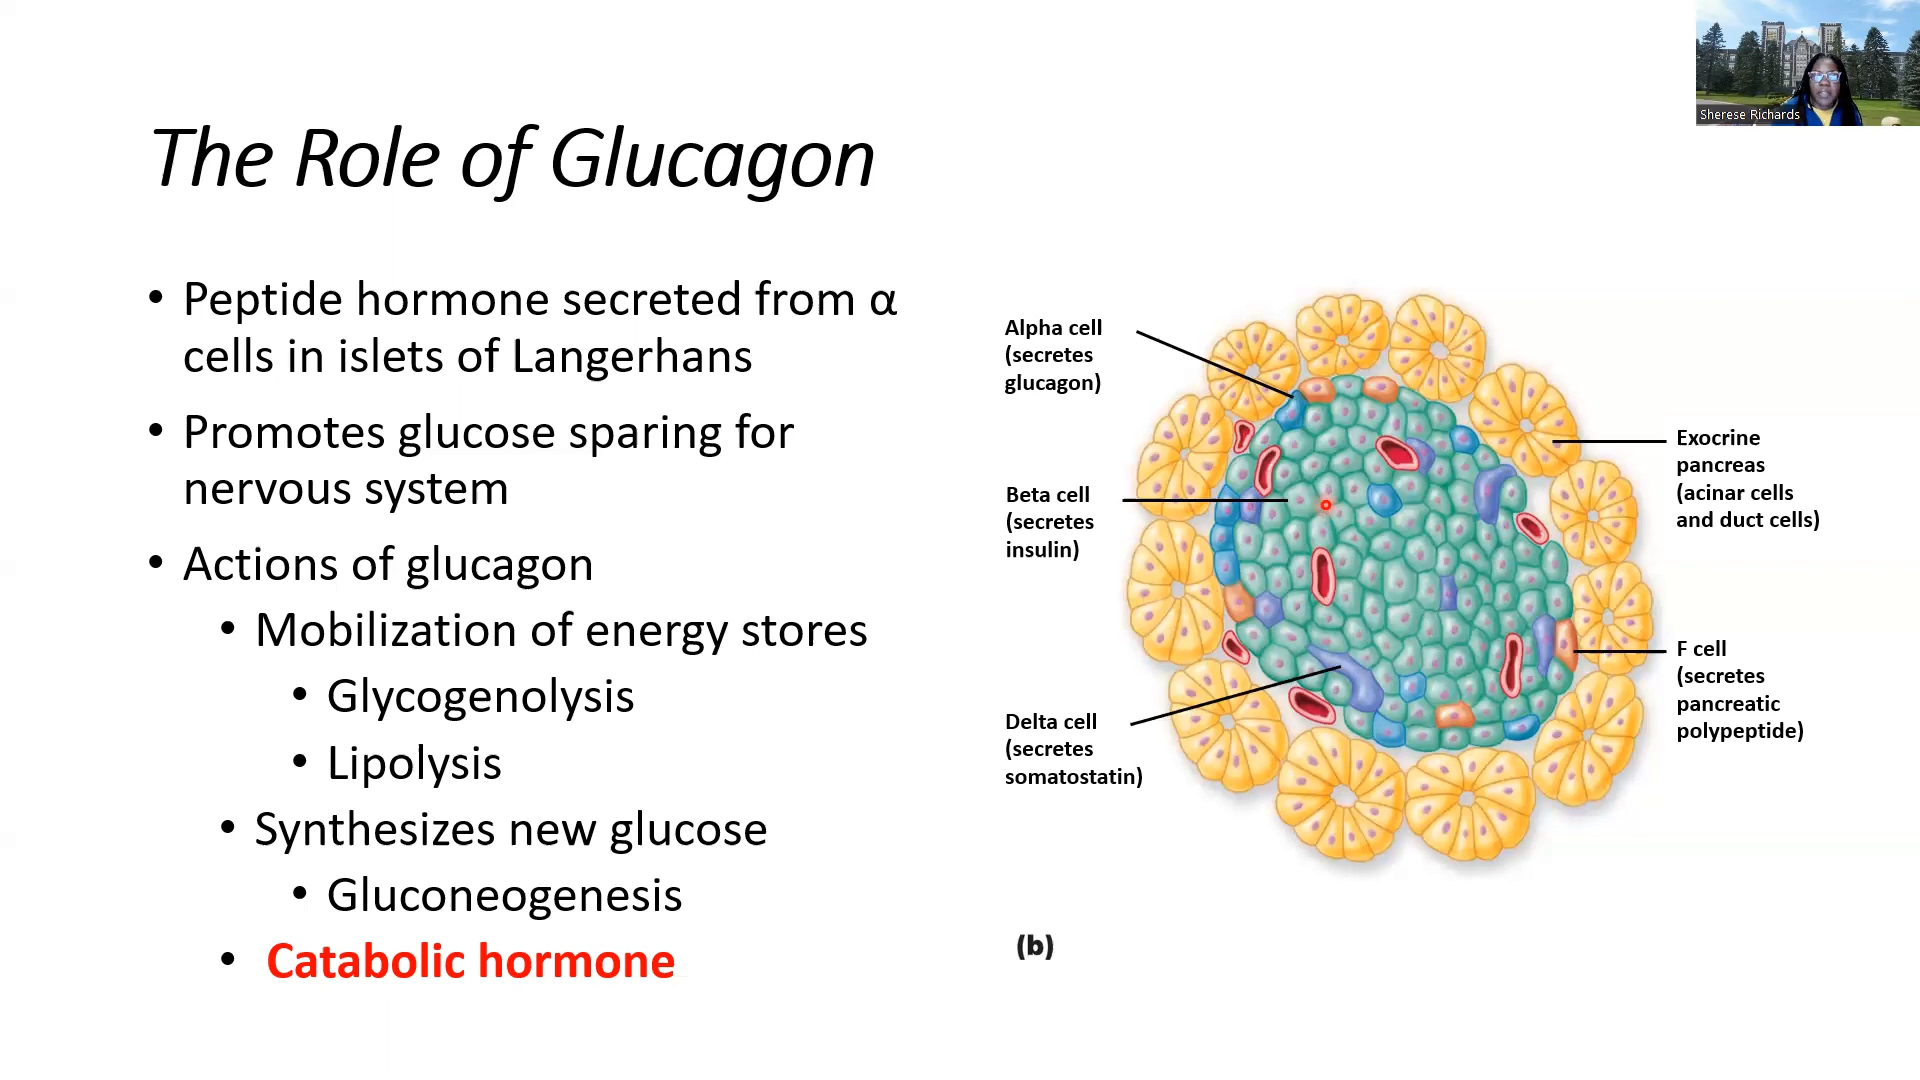 Sherese Richards
The Role of Glucagon
• Peptide hormone secreted from α
cells in islets of Langerhans
• Promotes glucose sparing for
nervous system
• Actions of glucagon
• Mobilization of energy stores
• Glycogenolysis
• Lipolysis
• Synthesizes new glucose
• Gluconeogenesis
• Catabolic hormone
Alpha cell
(secretes
glucagon)
Beta cell
(secretes
insulin)
Delta cell
(secretes
somatostatin)
Exocrine
pancreas
(acinar cells
and duct cells)
F cell
(secretes
pancreatic
polypeptide)
(b)